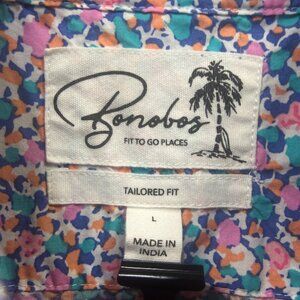 Bonobos
FIT TO GO PLACES
TAILORED FIT
L
MADE IN
INDIA